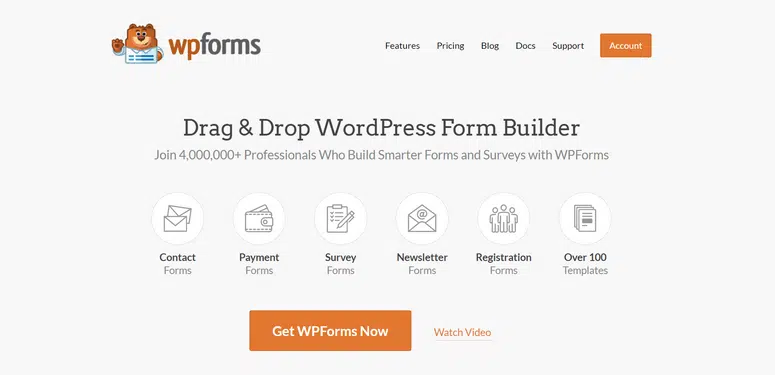 wpforms
Features Pricing Blog Docs Support Account
Drag & Drop WordPress Form Builder
Join 4,000,000+ Professionals Who Build Smarter Forms and Surveys with WPForms
Contact Forms
Payment Forms
Survey Forms
Newsletter Forms
Registration Forms
Over 100 Templates
Get WPForms Now
Watch Video